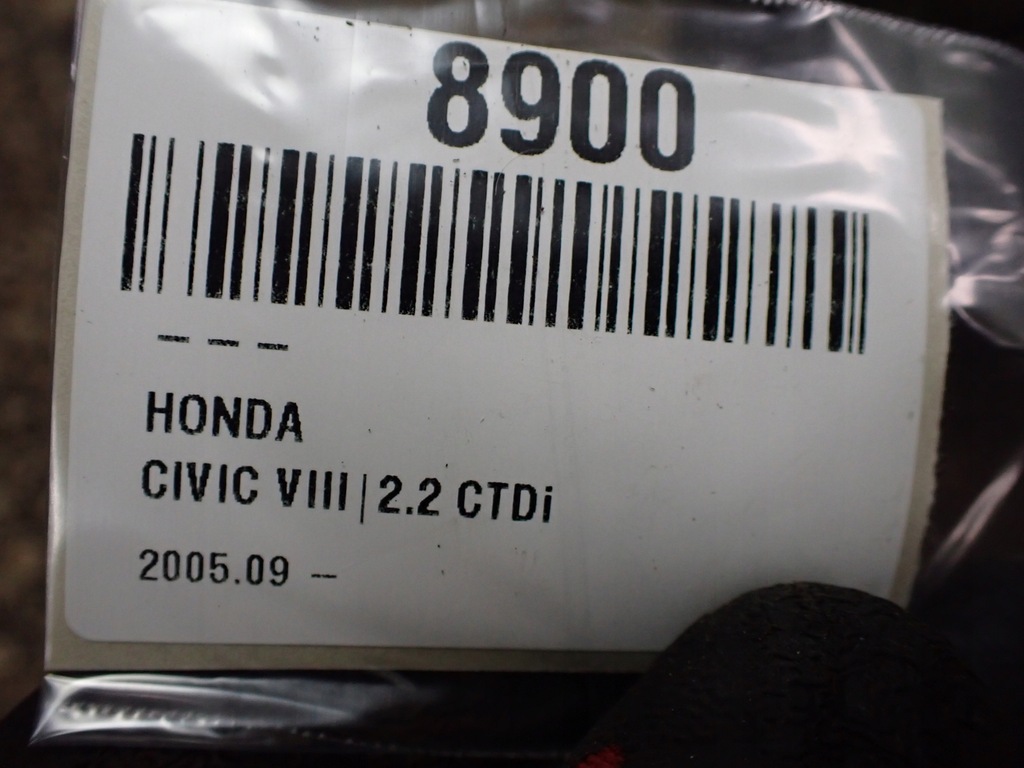 8900
- - -
HONDA
CIVIC VIII|2.2 CTDi
2005.09 -